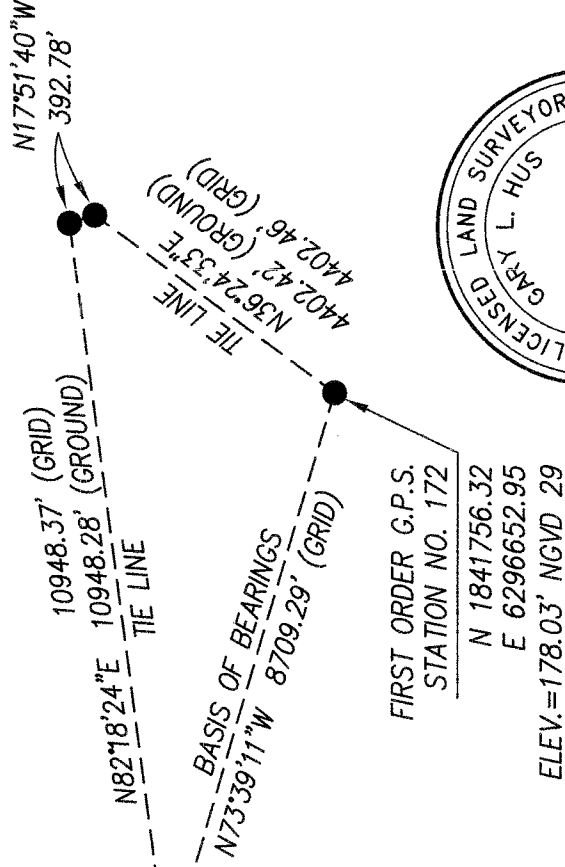 N17°51'40"W
392.78'
10948.37' (GRID)
N82°18'24"E 10948.28' (GROUND)
TIE LINE
TIE LINE
N36°24'33"E
4402.42' (GROUND)
4402.46' (GRID)
BASIS OF BEARINGS
N73°39'11"W 8709.29' (GRID)
FIRST ORDER G.P.S.
STATION NO. 172
N 1841756.32
E 6296652.95
ELEV.=178.03' NGVD 29
LICENSED LAND SURVEYOR
GARY L. HUS